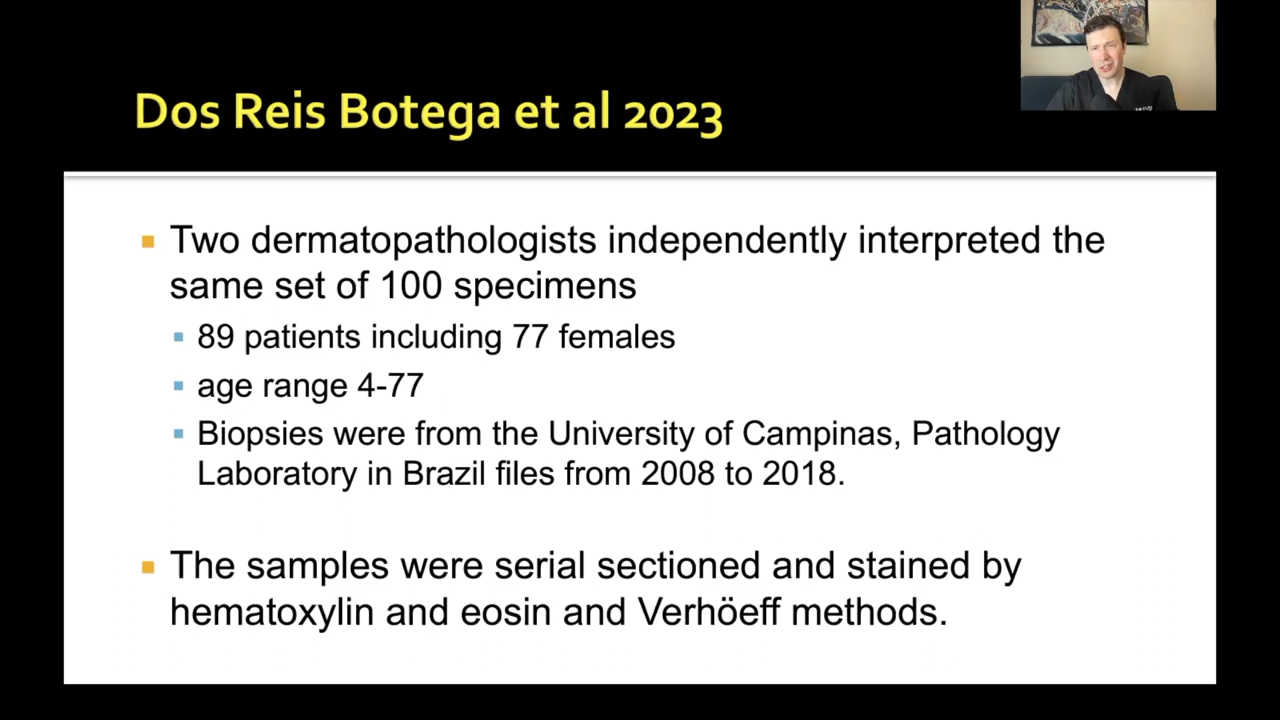 Dos Reis Botega et al 2023
Two dermatopathologists independently interpreted the
same set of 100 specimens
89 patients including 77 females
age range 4-77
Biopsies were from the University of Campinas, Pathology
Laboratory in Brazil files from 2008 to 2018.
The samples were serial sectioned and stained by
hematoxylin and eosin and Verhöeff methods.